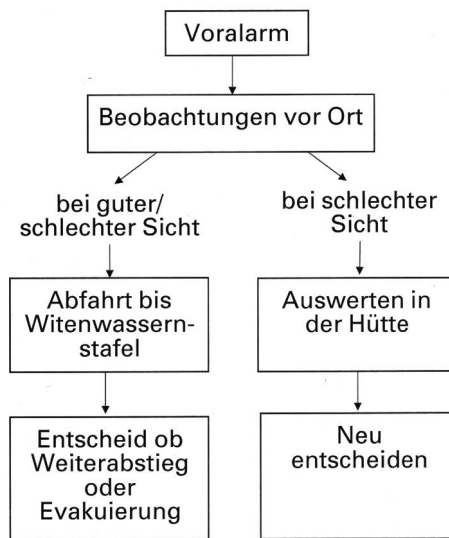 Voralarm
Beobachtungen vor Ort
bei guter/
schlechter Sicht
Abfahrt bis
Witenwassern-
stafel
Entscheid ob
Weiterabstieg
oder
Evakuierung
bei schlechter
Sicht
Auswerten in
der Hütte
Neu
entscheiden